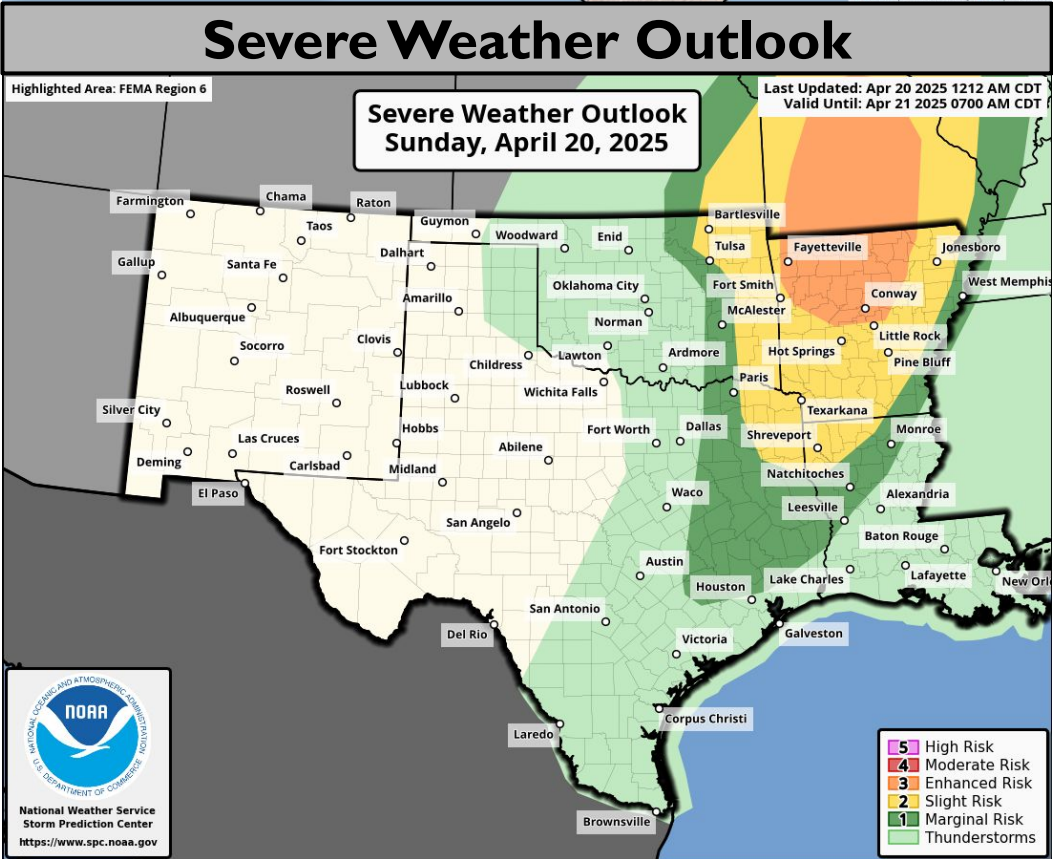 Severe Weather Outlook
Highlighted Area: FEMA Region 6
Last Updated: Apr 20 2025 1212 AM CDT
Valid Until: Apr 21 2025 0700 AM CDT
Severe Weather Outlook
Sunday, April 20, 2025
Farmington
Chama
Raton
Taos
Guymon
Woodward
Enid
Bartlesville
Tulsa
Fayetteville
Jonesboro
Gallup
Santa Fe
Dalhart
Oklahoma City
Fort Smith
Conway
West Memphis
Albuquerque
Amarillo
Norman
McAlester
Little Rock
Socorro
Clovis
Childress
Lawton
Ardmore
Hot Springs
Pine Bluff
Roswell
Lubbock
Wichita Falls
Paris
Texarkana
Silver City
Las Cruces
Hobbs
Abilene
Fort Worth
Dallas
Shreveport
Monroe
Deming
Carlsbad
Midland
Natchitoches
El Paso
Waco
Leesville
Alexandria
San Angelo
Fort Stockton
Baton Rouge
Austin
Houston
Lake Charles
Lafayette
New Orl
San Antonio
Del Rio
Victoria
Galveston
Laredo
Corpus Christi
Brownsville
NATIONAL OCEANIC AND ATMOSPHERIC ADMINISTRATION
NOAA
U.S. DEPARTMENT OF COMMERCE
National Weather Service
Storm Prediction Center
https://www.spc.noaa.gov
5 High Risk
4 Moderate Risk
3 Enhanced Risk
2 Slight Risk
1 Marginal Risk
Thunderstorms